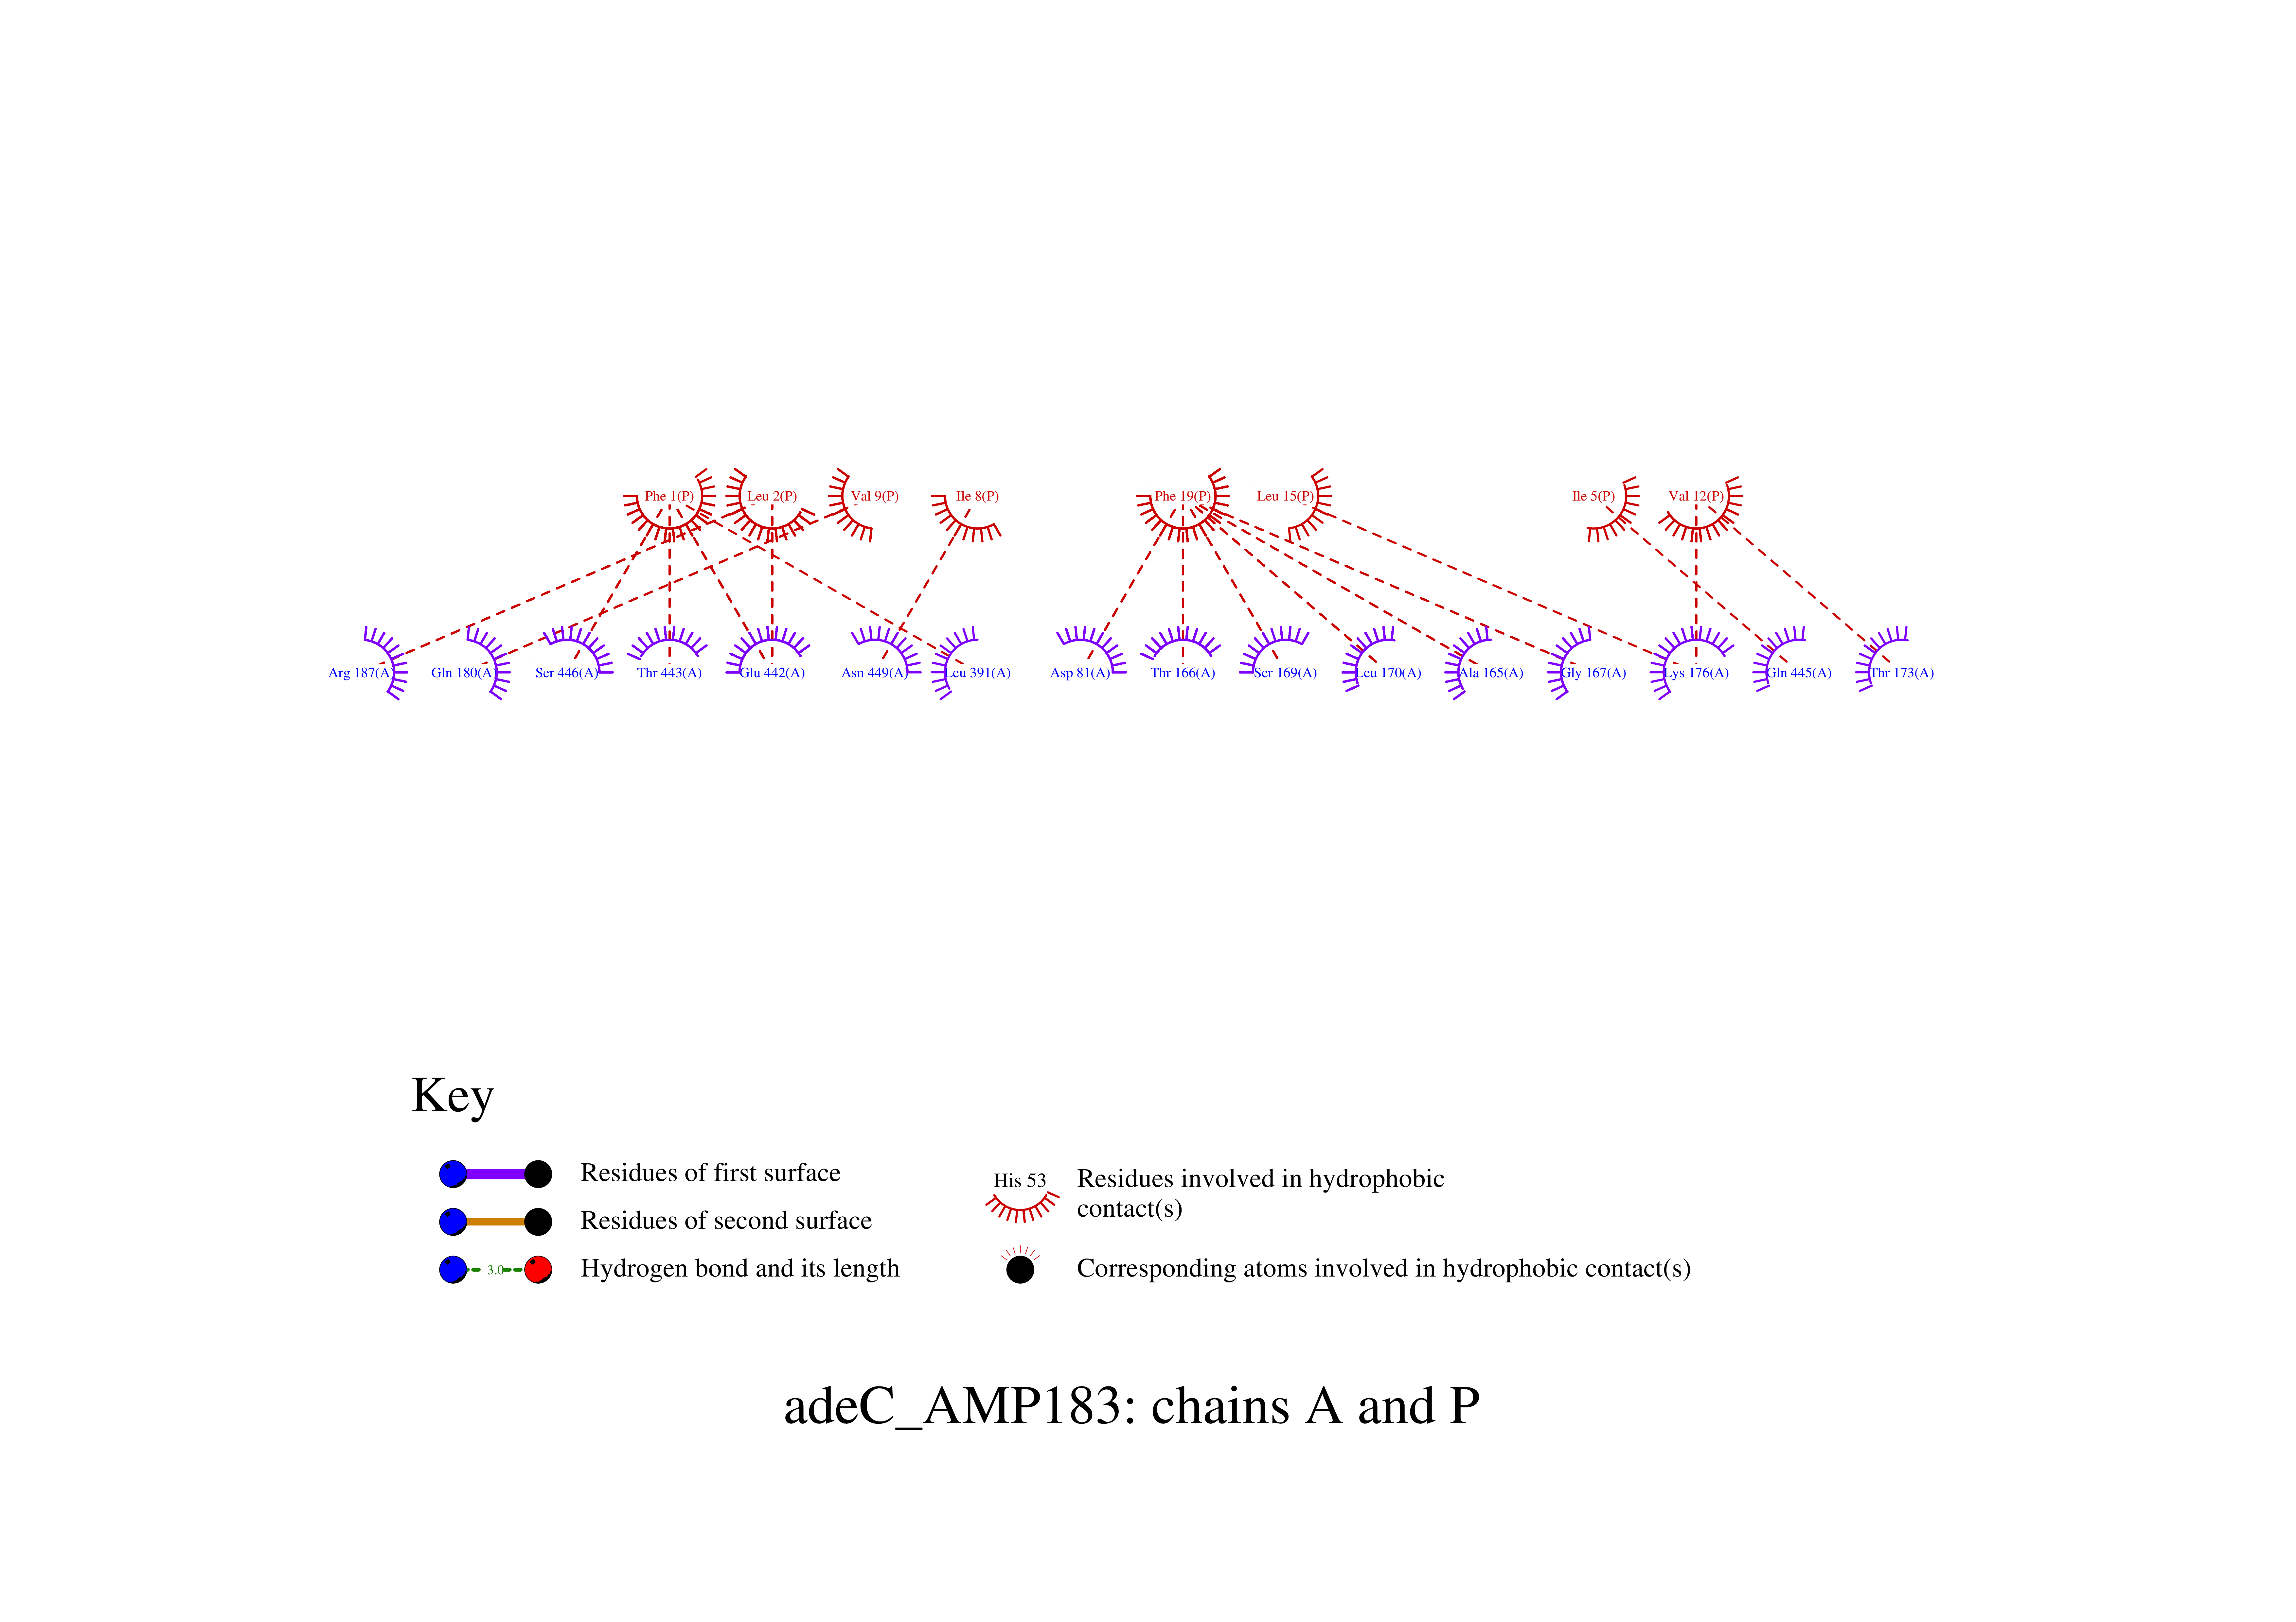 Phe 1(P) Leu 2(P) Val 9(P) Ile 8(P) Phe 19(P) Leu 15(P) Ile 5(P) Val 12(P)
Arg 187(A) Gln 180(A) Ser 446(A) Thr 443(A) Glu 442(A) Asn 449(A) Leu 391(A) Asp 81(A) Thr 166(A) Ser 169(A) Leu 170(A) Ala 165(A) Gly 167(A) Lys 176(A) Gln 445(A) Thr 173(A)
Key
Residues of first surface
Residues of second surface
3.0 Hydrogen bond and its length
His 53 Residues involved in hydrophobic
contact(s)
Corresponding atoms involved in hydrophobic contact(s)
adeC_AMP183: chains A and P